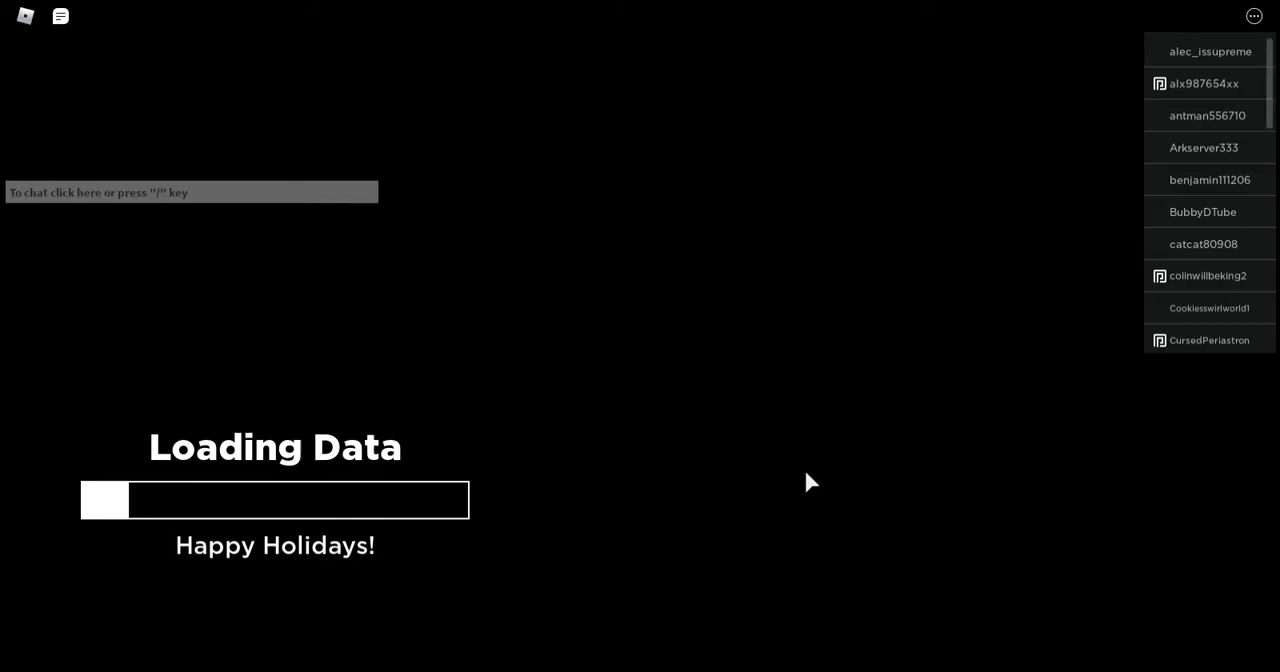 To chat click here or press "/" key
Loading Data
Happy Holidays!
alec_issupreme
alx987654xx
antman556710
Arkserver333
benjamin111206
BubbyDTube
catcat80908
colinwillbeking2
Cookiesswirlworld1
CursedPeriastron